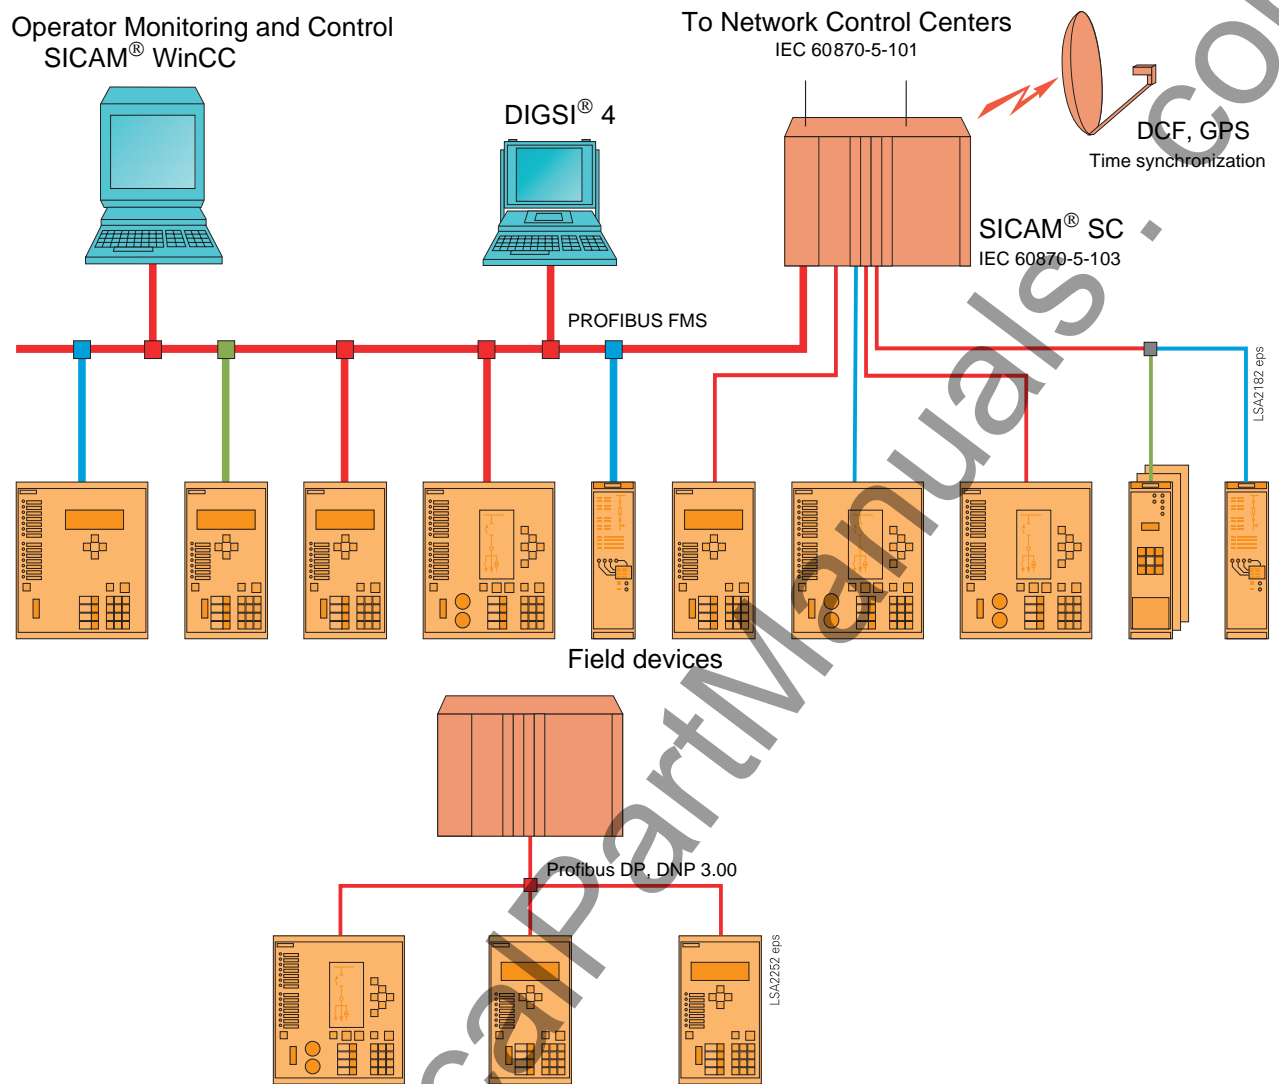 Operator Monitoring and Control
SICAM® WinCC
To Network Control Centers
IEC 60870-5-101
DIGSI® 4
DCF, GPS
Time synchronization
SICAM® SC
IEC 60870-5-103
PROFIBUS FMS
LSA2182 eps
Field devices
Profibus DP, DNP 3.00
LSA2252 eps
calPartManuals . com